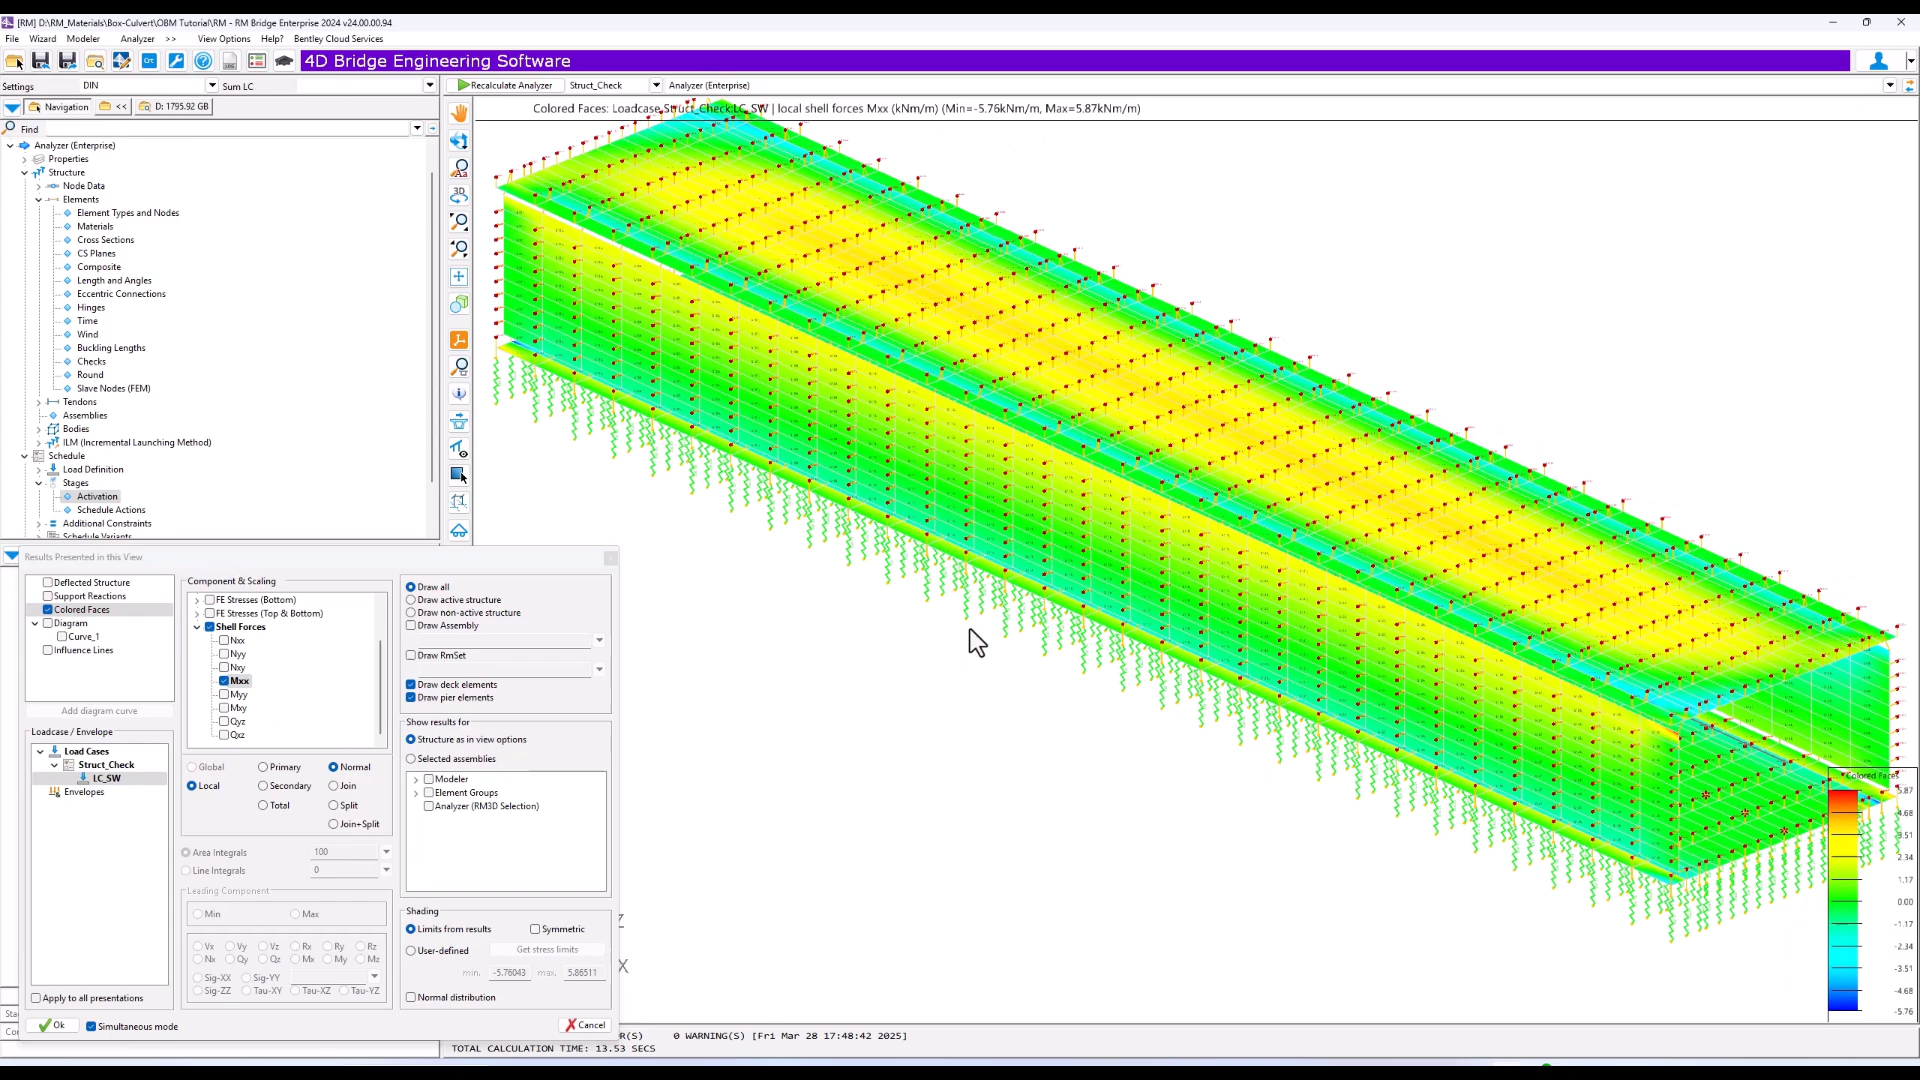 [RM] D:\RM_Materials\Box-Culvert\OBM Tutorial\RM - RM Bridge Enterprise 2024 v24.00.00.94
File Wizard Modeler Analyzer >> View Options Help? Bentley Cloud Services
4D Bridge Engineering Software
Settings DIN Sum LC Recalculate Analyzer Struct_Check Analyzer (Enterprise)
Navigation << D: 1795.92 GB
Colored Faces: Loadcase Struct_Check:LC_SW | local shell forces Mxx (kNm/m) (Min=-5.76kNm/m, Max=5.87kNm/m)
Find
Analyzer (Enterprise)
Properties
Structure
Node Data
Elements
Element Types and Nodes
Materials
Cross Sections
CS Planes
Composite
Length and Angles
Eccentric Connections
Hinges
Time
Wind
Buckling Lengths
Checks
Round
Slave Nodes (FEM)
Tendons
Assemblies
Bodies
ILM (Incremental Launching Method)
Schedule
Load Definition
Stages
Activation
Schedule Actions
Additional Constraints
Schedule Variants
Results Presented in this View
Deflected Structure
Support Reactions
Colored Faces
Diagram
Curve_1
Influence Lines
Add diagram curve
Loadcase / Envelope
Load Cases
Struct_Check
LC_SW
Envelopes
Apply to all presentations
Ok
Simultaneous mode
Component & Scaling
FE Stresses (Bottom)
FE Stresses (Top & Bottom)
Shell Forces
Nxx
Nyy
Nxy
Mxx
Myy
Mxy
Qyz
Qxz
Global Primary Normal
Local Secondary Join
Total Split
Join+Split
Area Integrals 100
Line Integrals 0
Leading Component
Min Max
Vx Vy Vz Rx Ry Rz
Nx Qy Qz Mx My Mz
Sig-XX Sig-YY
Sig-ZZ Tau-XY Tau-XZ Tau-YZ
Draw all
Draw active structure
Draw non-active structure
Draw Assembly
Draw RmSet
Draw deck elements
Draw pier elements
Show results for
Structure as in view options
Selected assemblies
Modeler
Element Groups
Analyzer (RM3D Selection)
Shading
Limits from results Symmetric
User-defined Get stress limits
min. -5.76043 max. 5.86511
Normal distribution
Cancel
X
Colored Faces
5.87
4.68
3.51
2.34
1.17
0.00
-1.17
-2.34
-3.51
-4.68
-5.76
R(S) 0 WARNING(S) [Fri Mar 28 17:48:42 2025]
TOTAL CALCULATION TIME: 13.53 SECS